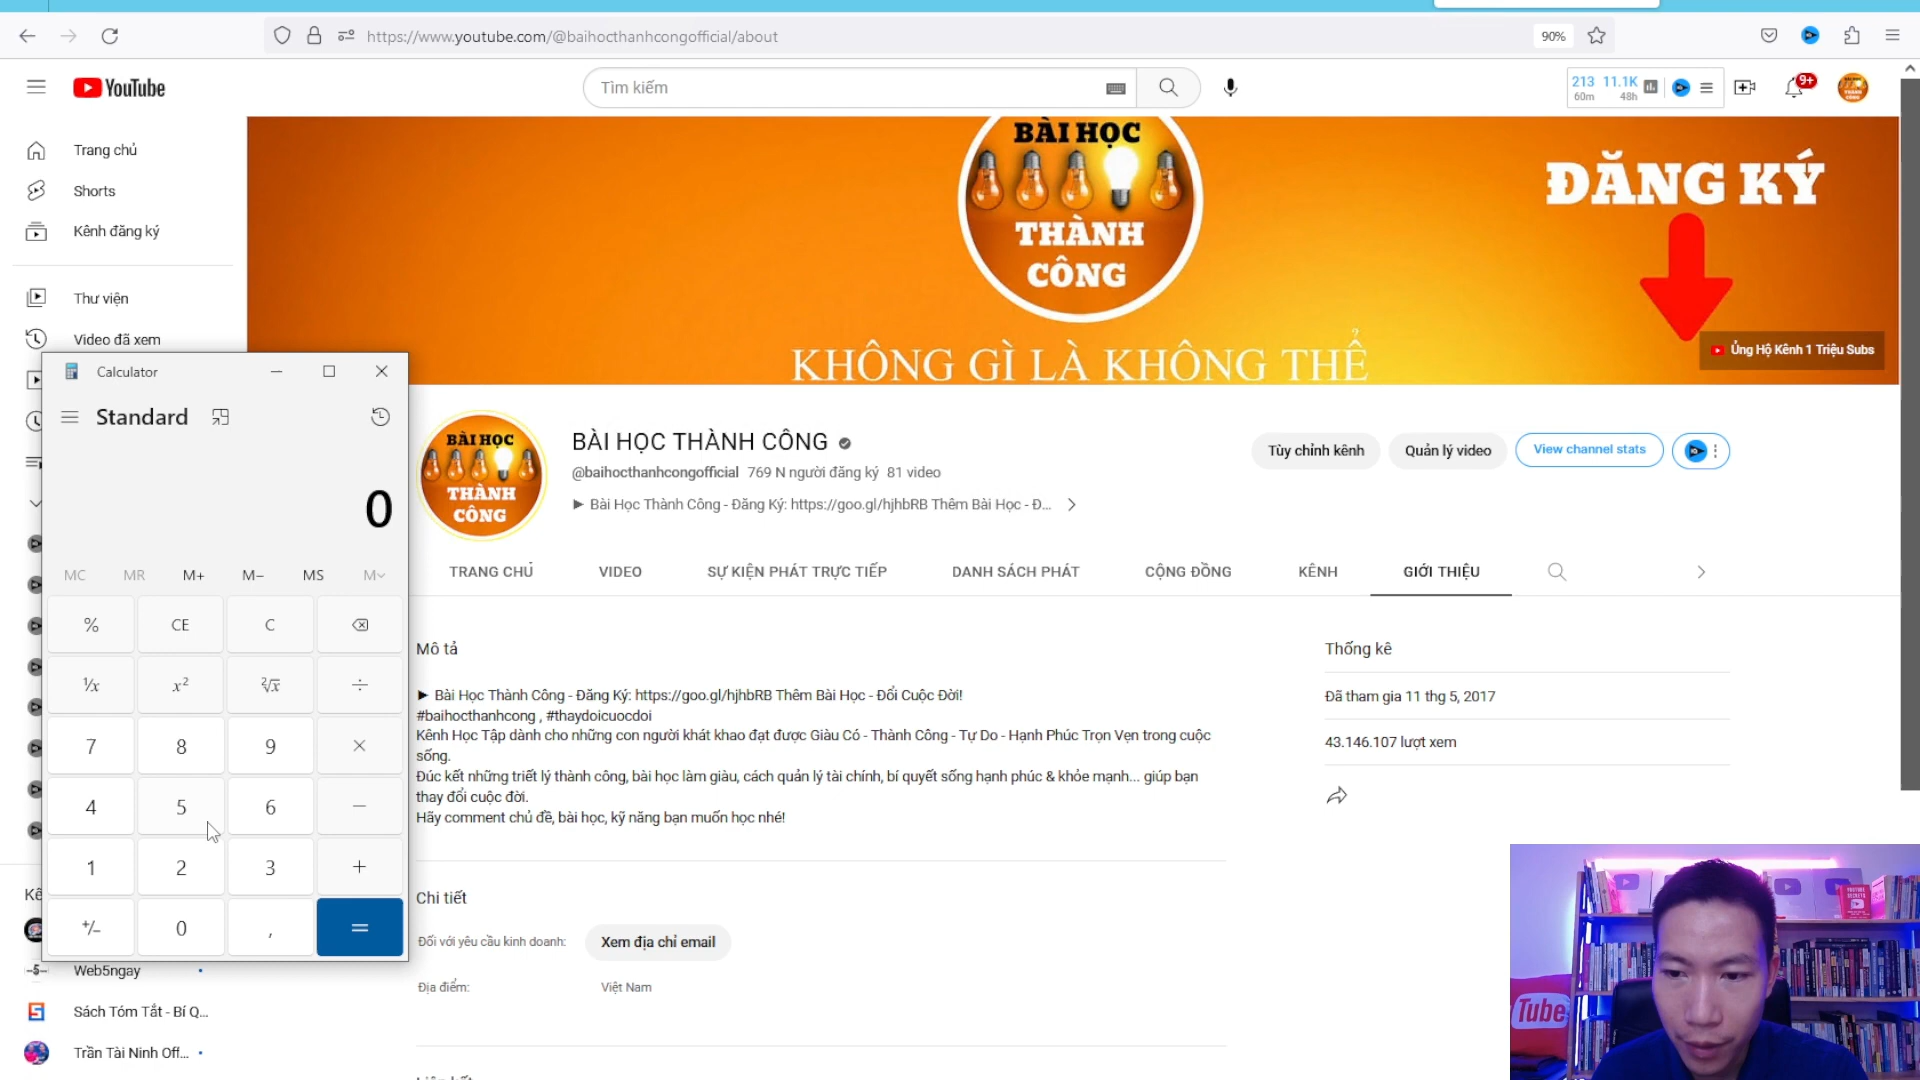 https://www.youtube.com/@baihocthanhcongofficial/about
90%
YouTube
Tìm kiếm
213 11.1K
60m 48h
9+
Trang chủ
Shorts
Kênh đăng ký
Thư viện
Video đã xem
BÀI HỌC
THÀNH
CÔNG
KHÔNG GÌ LÀ KHÔNG THỂ
ĐĂNG KÝ
Ủng Hộ Kênh 1 Triệu Subs
Calculator
Standard
0
MC MR M+ M− MS M
% CE C
¹/x x² ²√x ÷
7 8 9 ×
4 5 6 −
1 2 3 +
+/− 0 , =
BÀI HỌC
THÀNH
CÔNG
BÀI HỌC THÀNH CÔNG
@baihocthanhcongofficial 769 N người đăng ký 81 video
► Bài Học Thành Công - Đăng Ký: https://goo.gl/hjhbRB Thêm Bài Học - Đ...
Tùy chỉnh kênh
Quản lý video
View channel stats
TRANG CHỦ VIDEO SỰ KIỆN PHÁT TRỰC TIẾP DANH SÁCH PHÁT CỘNG ĐỒNG KÊNH GIỚI THIỆU
Mô tả
► Bài Học Thành Công - Đăng Ký: https://goo.gl/hjhbRB Thêm Bài Học - Đổi Cuộc Đời!
#baihocthanhcong , #thaydoicuocdoi
Kênh Học Tập dành cho những con người khát khao đạt được Giàu Có - Thành Công - Tự Do - Hạnh Phúc Trọn Vẹn trong cuộc
sống.
Đúc kết những triết lý thành công, bài học làm giàu, cách quản lý tài chính, bí quyết sống hạnh phúc & khỏe mạnh... giúp bạn
thay đổi cuộc đời.
Hãy comment chủ đề, bài học, kỹ năng bạn muốn học nhé!
Thống kê
Đã tham gia 11 thg 5, 2017
43.146.107 lượt xem
Chi tiết
Đối với yêu cầu kinh doanh: Xem địa chỉ email
Địa điểm: Việt Nam
Kê
Web5ngay
Sách Tóm Tắt - Bí Q...
Trần Tài Ninh Off...
Tube